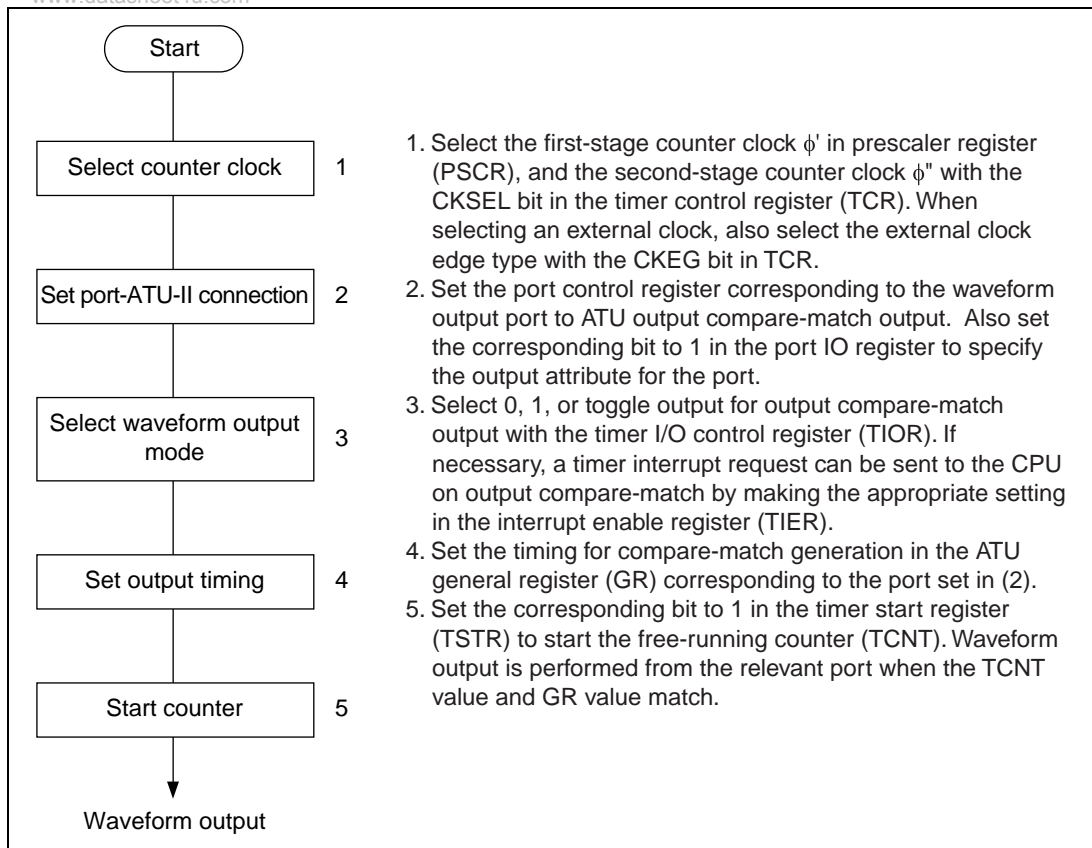 Start
Select counter clock
1
Set port-ATU-II connection
2
Select waveform output
mode
3
Set output timing
4
Start counter
5
Waveform output
1. Select the first-stage counter clock ϕ' in prescaler register
(PSCR), and the second-stage counter clock ϕ" with the
CKSEL bit in the timer control register (TCR). When
selecting an external clock, also select the external clock
edge type with the CKEG bit in TCR.
2. Set the port control register corresponding to the waveform
output port to ATU output compare-match output.  Also set
the corresponding bit to 1 in the port IO register to specify
the output attribute for the port.
3. Select 0, 1, or toggle output for output compare-match
output with the timer I/O control register (TIOR). If
necessary, a timer interrupt request can be sent to the CPU
on output compare-match by making the appropriate setting
in the interrupt enable register (TIER).
4. Set the timing for compare-match generation in the ATU
general register (GR) corresponding to the port set in (2).
5. Set the corresponding bit to 1 in the timer start register
(TSTR) to start the free-running counter (TCNT). Waveform
output is performed from the relevant port when the TCNT
value and GR value match.